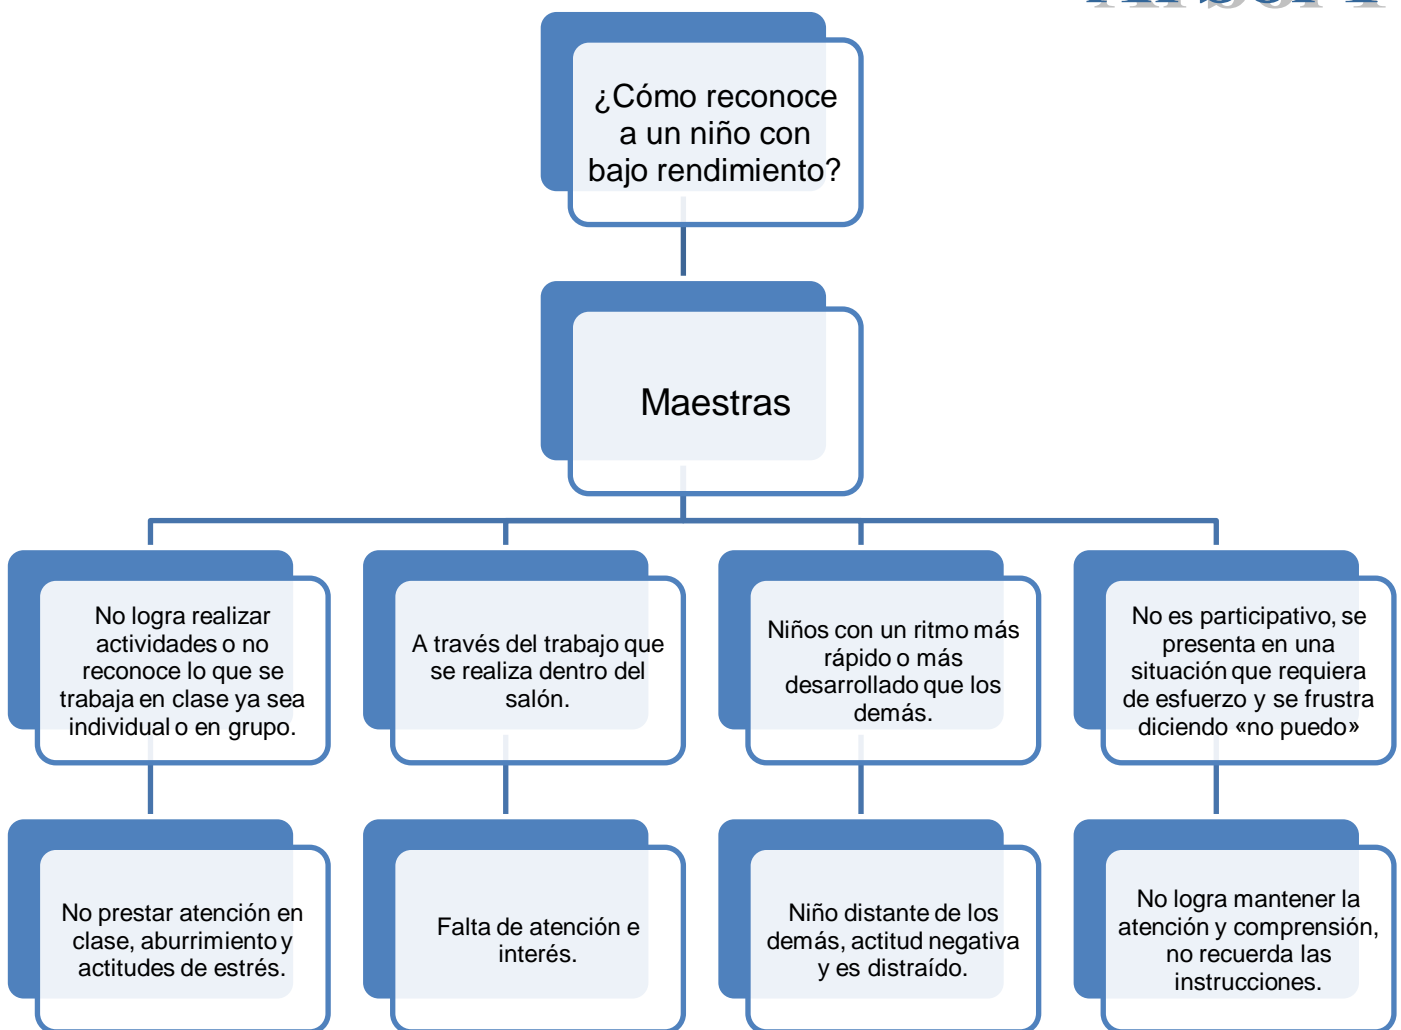 ¿Cómo reconoce
a un niño con
bajo rendimiento?
Maestras
No logra realizar
actividades o no
reconoce lo que se
trabaja en clase ya sea
individual o en grupo.
A través del trabajo que
se realiza dentro del
salón.
Niños con un ritmo más
rápido o más
desarrollado que los
demás.
No es participativo, se
presenta en una
situación que requiera
de esfuerzo y se frustra
diciendo «no puedo»
No prestar atención en
clase, aburrimiento y
actitudes de estrés.
Falta de atención e
interés.
Niño distante de los
demás, actitud negativa
y es distraído.
No logra mantener la
atención y comprensión,
no recuerda las
instrucciones.